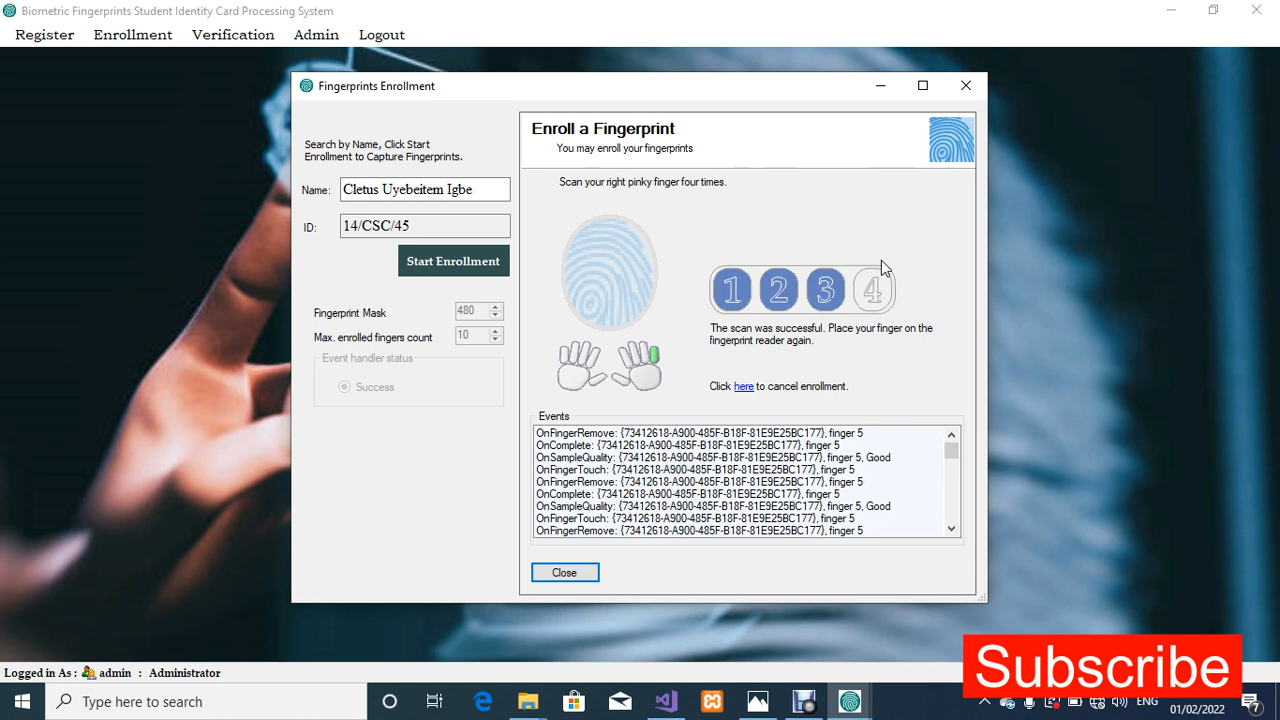 Biometric Fingerprints Student Identity Card Processing System
Register Enrollment Verification Admin Logout
Fingerprints Enrollment
Search by Name, Click Start
Enrollment to Capture Fingerprints.
Name: Cletus Uyebeitem Igbe
ID: 14/CSC/45
Start Enrollment
Fingerprint Mask 480
Max. enrolled fingers count 10
Event handler status
Success
Enroll a Fingerprint
You may enroll your fingerprints
Scan your right pinky finger four times.
1 2 3 4
The scan was successful. Place your finger on the
fingerprint reader again.
Click here to cancel enrollment.
Events
OnFingerRemove: {73412618-A900-485F-B18F-81E9E25BC177}, finger 5
OnComplete: {73412618-A900-485F-B18F-81E9E25BC177}, finger 5
OnSampleQuality: {73412618-A900-485F-B18F-81E9E25BC177}, finger 5, Good
OnFingerTouch: {73412618-A900-485F-B18F-81E9E25BC177}, finger 5
OnFingerRemove: {73412618-A900-485F-B18F-81E9E25BC177}, finger 5
OnComplete: {73412618-A900-485F-B18F-81E9E25BC177}, finger 5
OnSampleQuality: {73412618-A900-485F-B18F-81E9E25BC177}, finger 5, Good
OnFingerTouch: {73412618-A900-485F-B18F-81E9E25BC177}, finger 5
OnFingerRemove: {73412618-A900-485F-B18F-81E9E25BC177}, finger 5
Close
Subscribe
Logged in As : admin : Administrator
Type here to search
ENG
01/02/2022
7